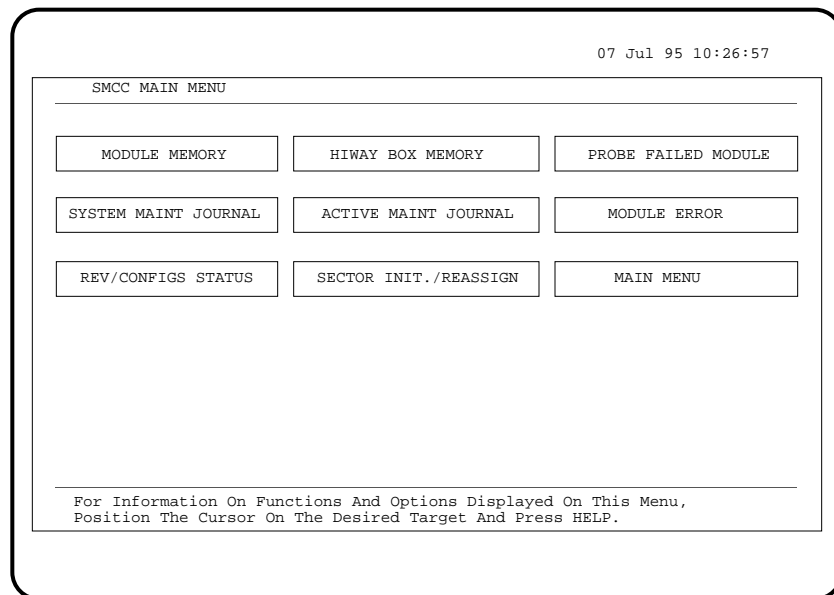 07 Jul 95 10:26:57
SMCC MAIN MENU
MODULE MEMORY
HIWAY BOX MEMORY
PROBE FAILED MODULE
SYSTEM MAINT JOURNAL
ACTIVE MAINT JOURNAL
MODULE ERROR
REV/CONFIGS STATUS
SECTOR INIT./REASSIGN
MAIN MENU
For Information On Functions And Options Displayed On This Menu,
Position The Cursor On The Desired Target And Press HELP.